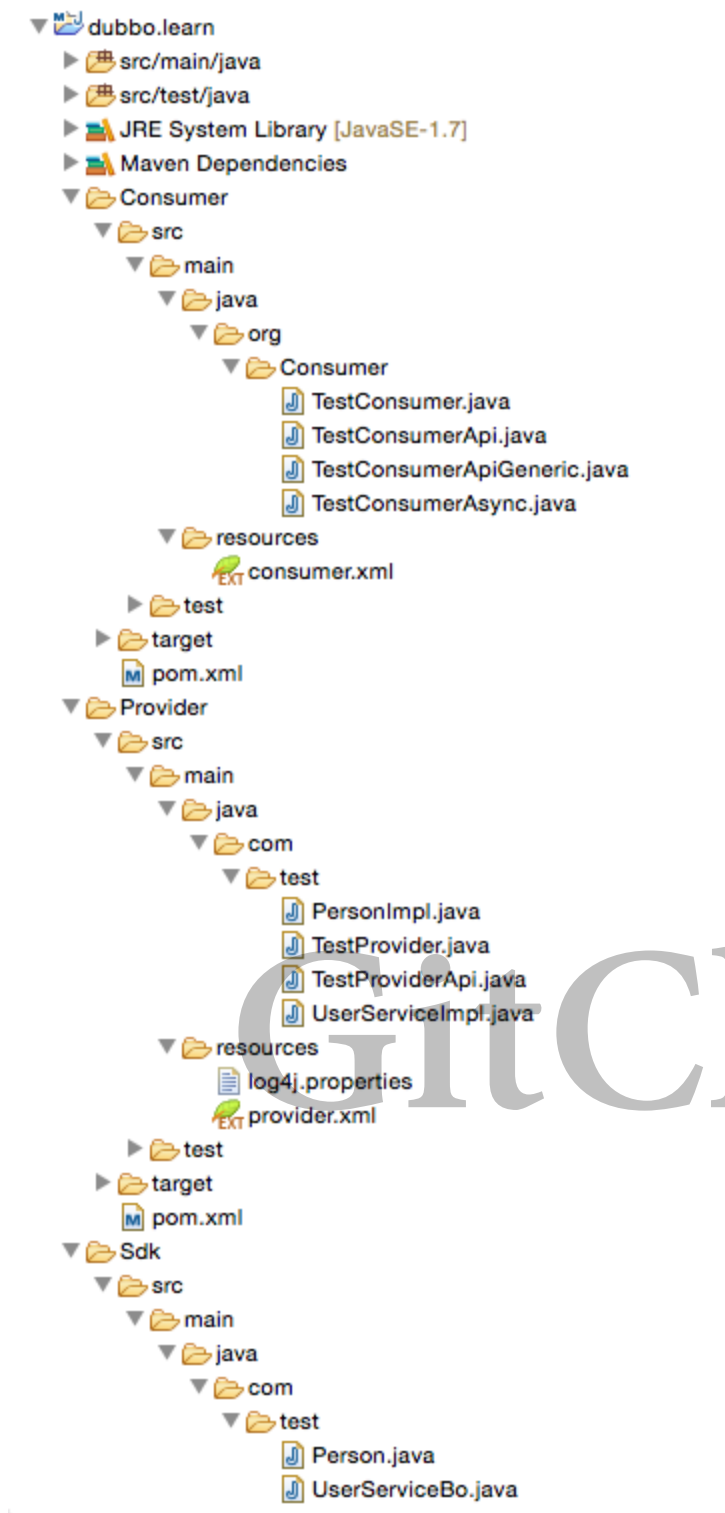 dubbo.learn
src/main/java
src/test/java
JRE System Library [JavaSE-1.7]
Maven Dependencies
Consumer
src
main
java
org
Consumer
TestConsumer.java
TestConsumerApi.java
TestConsumerApiGeneric.java
TestConsumerAsync.java
resources
consumer.xml
test
target
pom.xml
Provider
src
main
java
com
test
PersonImpl.java
TestProvider.java
TestProviderApi.java
UserServiceImpl.java
resources
log4j.properties
provider.xml
test
target
pom.xml
Sdk
src
main
java
com
test
Person.java
UserServiceBo.java